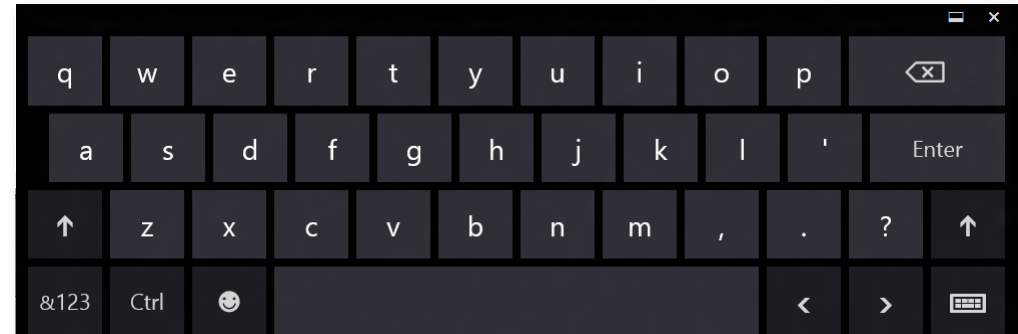 q w e r t y u i o p
a s d f g h j k l ' Enter
z x c v b n m , . ?
&123 Ctrl < >